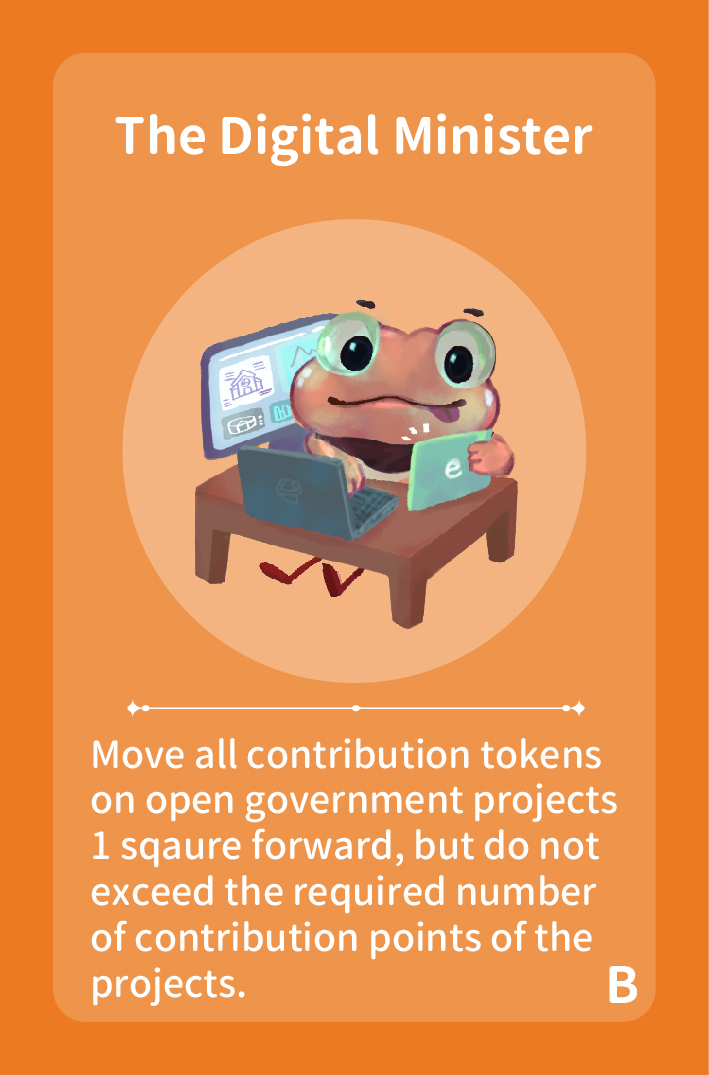 The Digital Minister
e
Move all contribution tokens
on open government projects
1 sqaure forward, but do not
exceed the required number
of contribution points of the
projects.
B